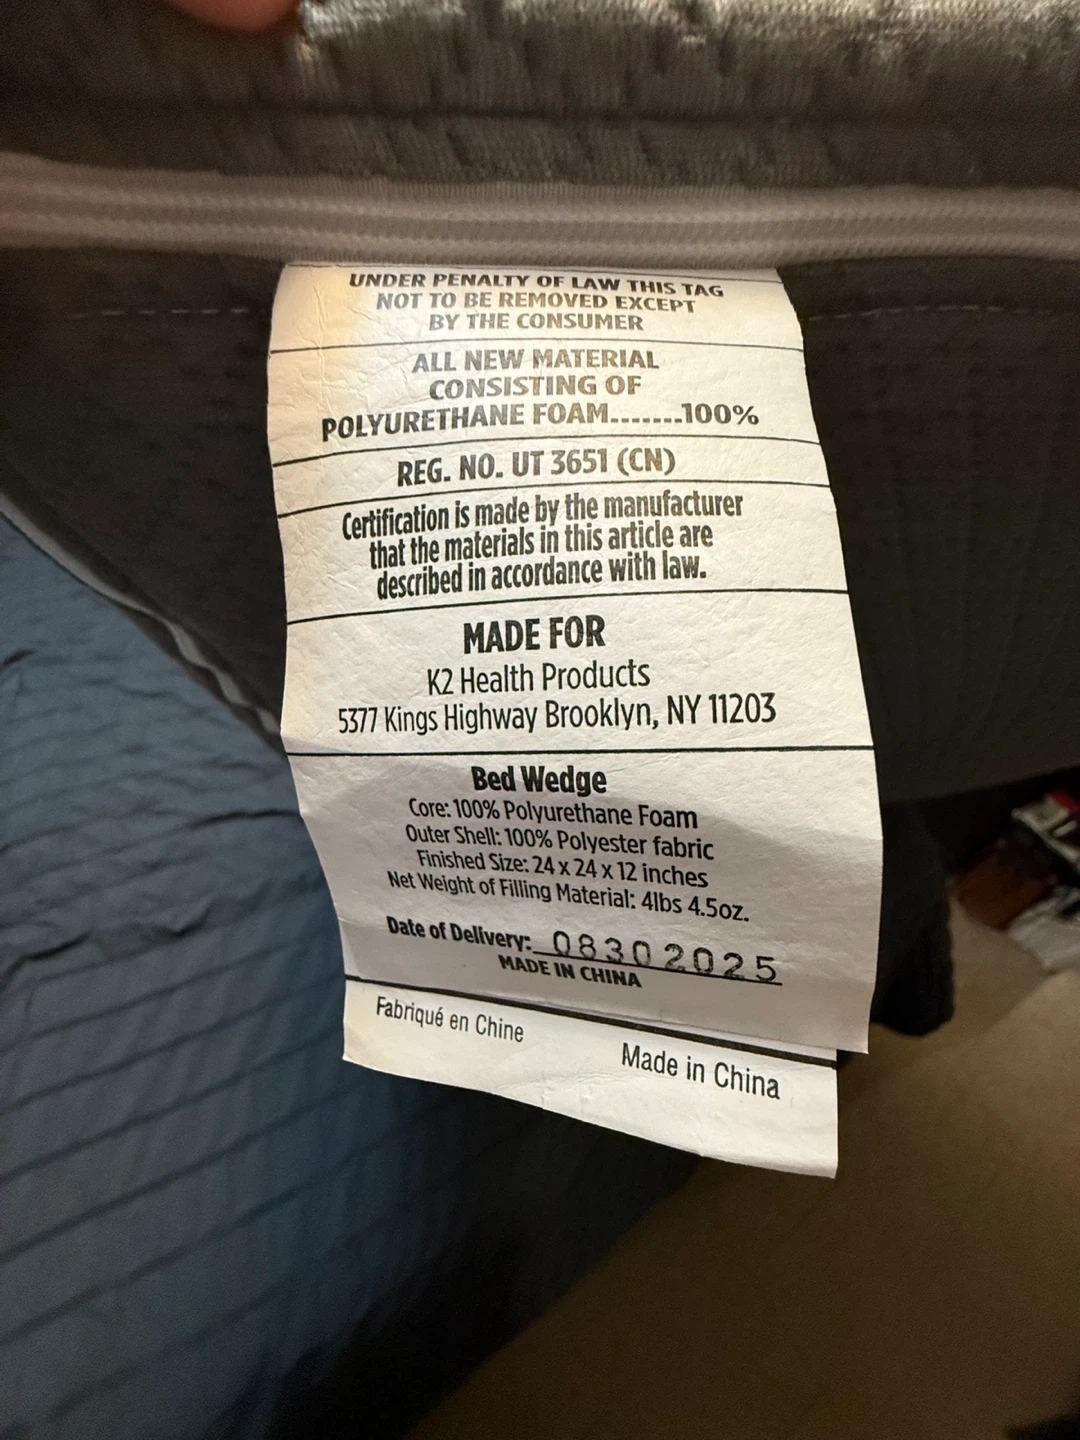 UNDER PENALTY OF LAW THIS TAG
NOT TO BE REMOVED EXCEPT
BY THE CONSUMER
ALL NEW MATERIAL
CONSISTING OF
POLYURETHANE FOAM.......100%
REG. NO. UT 3651 (CN)
Certification is made by the manufacturer
that the materials in this article are
described in accordance with law.
MADE FOR
K2 Health Products
5377 Kings Highway Brooklyn, NY 11203
Bed Wedge
Core: 100% Polyurethane Foam
Outer Shell: 100% Polyester fabric
Finished Size: 24 x 24 x 12 inches
Net Weight of Filling Material: 4lbs 4.5oz.
Date of Delivery: 08302025
MADE IN CHINA
Fabriqué en Chine
Made in China